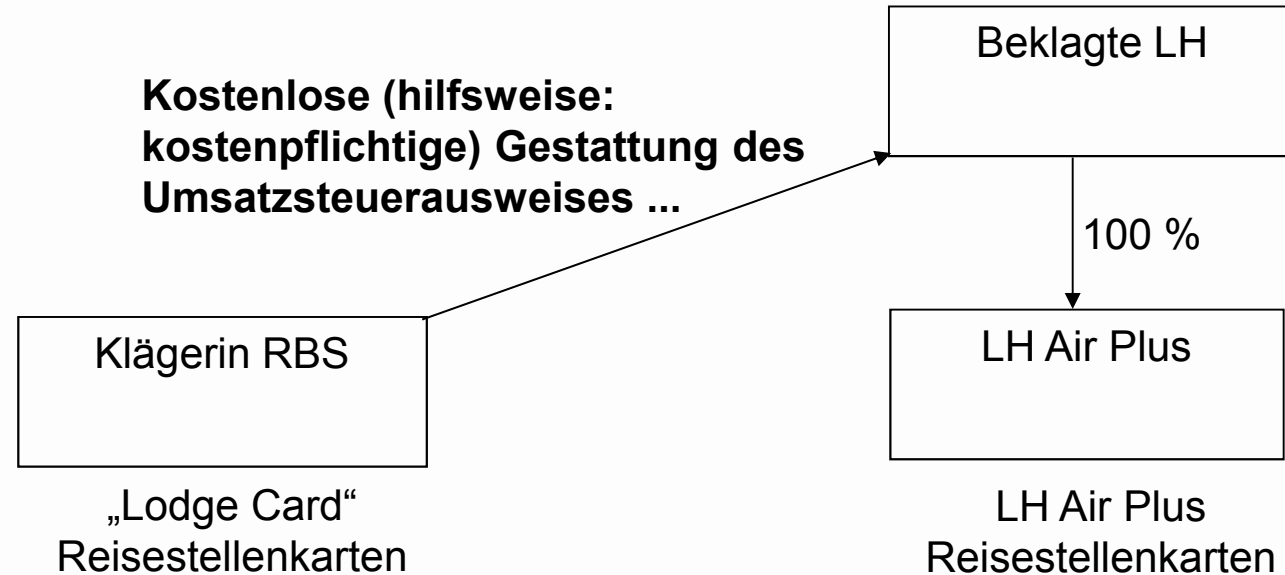 Beklagte LH
Kostenlose (hilfsweise:
kostenpflichtige) Gestattung des
Umsatzsteuerausweises ...
100 %
Klägerin RBS
LH Air Plus
„Lodge Card“
Reisestellenkarten
LH Air Plus
Reisestellenkarten